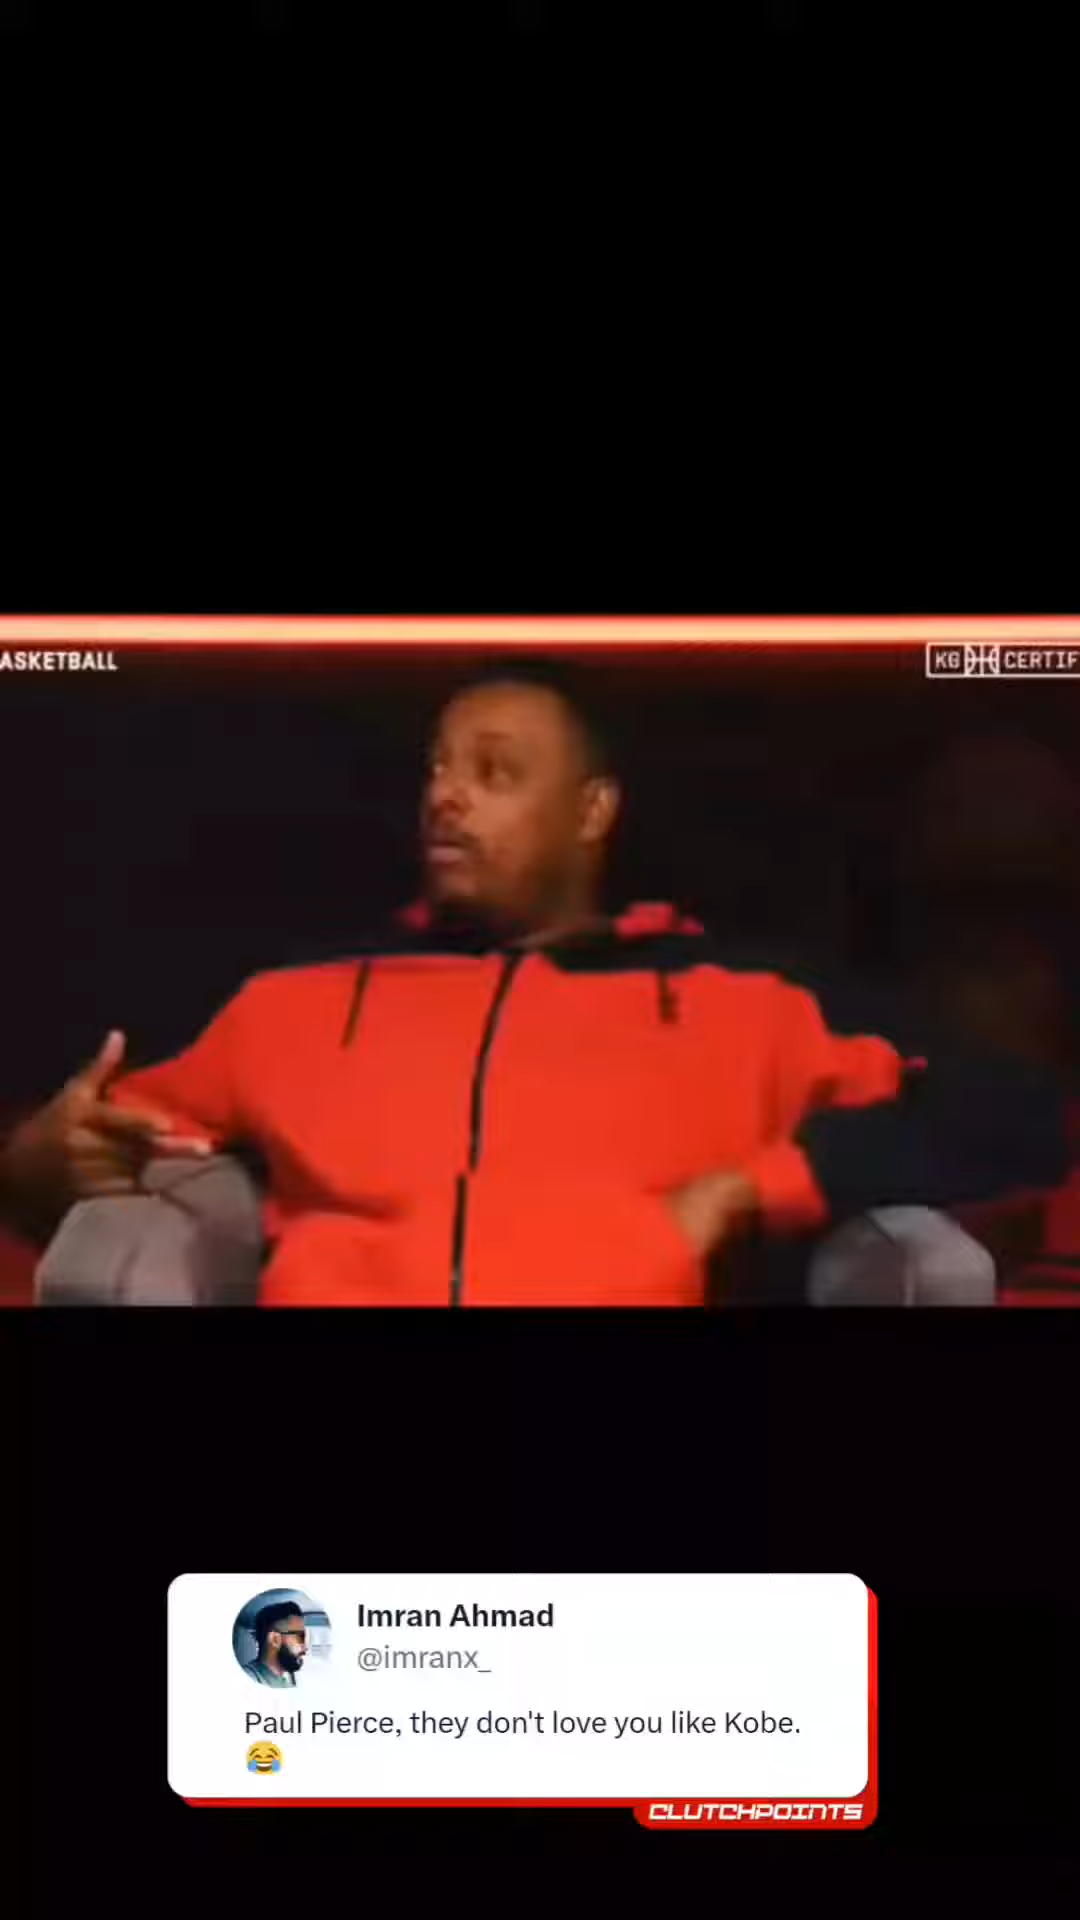 ASKETBALL
KG CERTIF
Imran Ahmad
@imranx_
Paul Pierce, they don't love you like Kobe.
😂
CLUTCHPOINTS